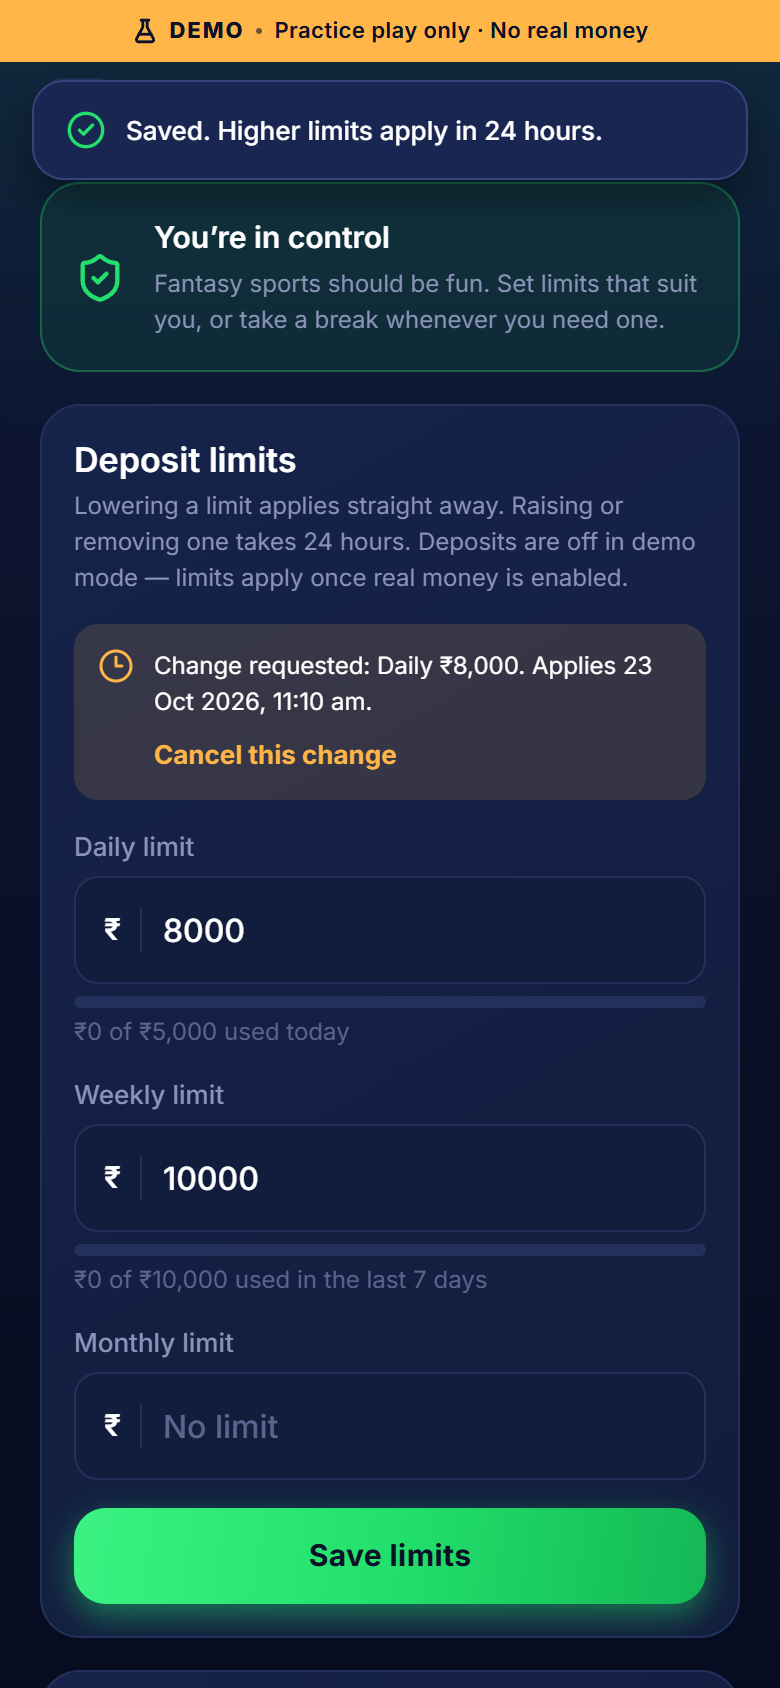 DEMO • Practice play only · No real money
Saved. Higher limits apply in 24 hours.
You’re in control
Fantasy sports should be fun. Set limits that suit
you, or take a break whenever you need one.
Deposit limits
Lowering a limit applies straight away. Raising or
removing one takes 24 hours. Deposits are off in demo
mode — limits apply once real money is enabled.
Change requested: Daily ₹8,000. Applies 23
Oct 2026, 11:10 am.
Cancel this change
Daily limit
₹ 8000
₹0 of ₹5,000 used today
Weekly limit
₹ 10000
₹0 of ₹10,000 used in the last 7 days
Monthly limit
₹ No limit
Save limits